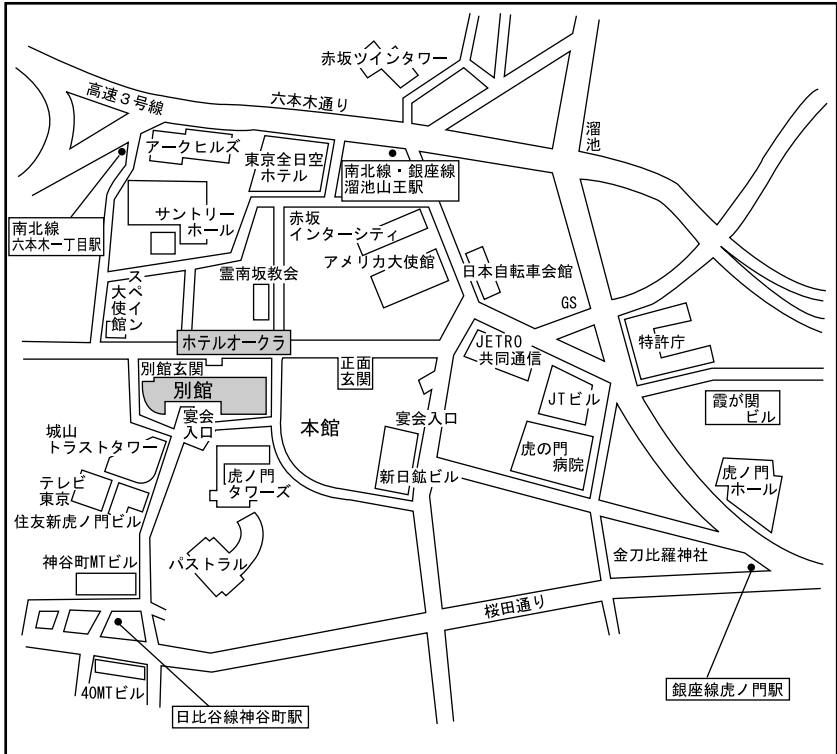 赤坂ツインタワー
高速３号線
六本木通り
溜池
アークヒルズ
東京全日空
ホテル
南北線・銀座線
溜池山王駅
南北線
六本木一丁目駅
サントリー
ホール
赤坂
インターシティ
アメリカ大使館
日本自転車会館
スペイン
大使館
霊南坂教会
GS
ホテルオークラ
JETRO
共同通信
特許庁
別館玄関
正面
玄関
別館
JTビル
霞が関
ビル
宴会
入口
本館
宴会入口
城山
トラストタワー
虎の門
病院
虎ノ門
タワーズ
新日鉱ビル
テレビ
東京
虎ノ門
ホール
住友新虎ノ門ビル
神谷町MTビル
パストラル
金刀比羅神社
桜田通り
40MTビル
日比谷線神谷町駅
銀座線虎ノ門駅